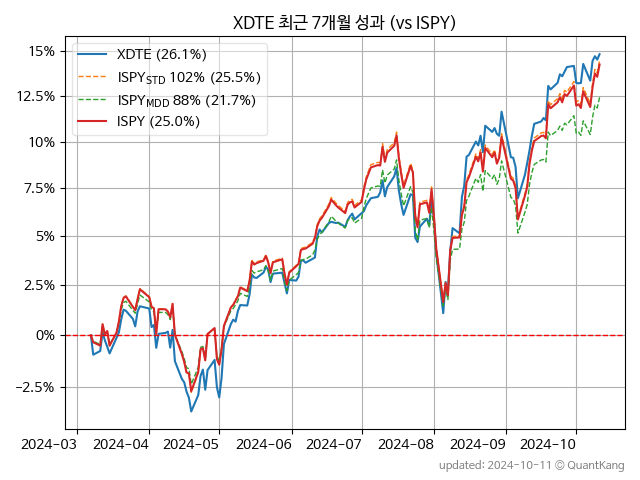 XDTE 최근 7개월 성과 (vs ISPY)
XDTE (26.1%)
ISPY_STD 102% (25.5%)
ISPY_MDD 88% (21.7%)
ISPY (25.0%)
15%
12.5%
10%
7.5%
5%
2.5%
0%
−2.5%
2024-03 2024-04 2024-05 2024-06 2024-07 2024-08 2024-09 2024-10
updated: 2024-10-11 © QuantKang